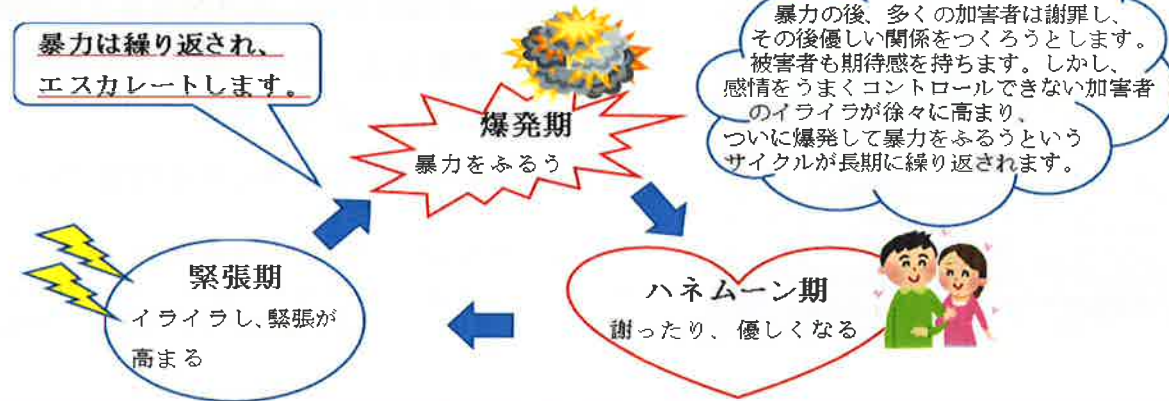 暴力は繰り返され、
エスカレートします。
爆発期
暴力をふるう
暴力の後、多くの加害者は謝罪し、
その後優しい関係をつくろうとします。
被害者も期待感を持ちます。しかし、
感情をうまくコントロールできない加害者
のイライラが徐々に高まり、
ついに爆発して暴力をふるうという
サイクルが長期に繰り返されます。
緊張期
イライラし、緊張が
高まる
ハネムーン期
謝ったり、優しくなる